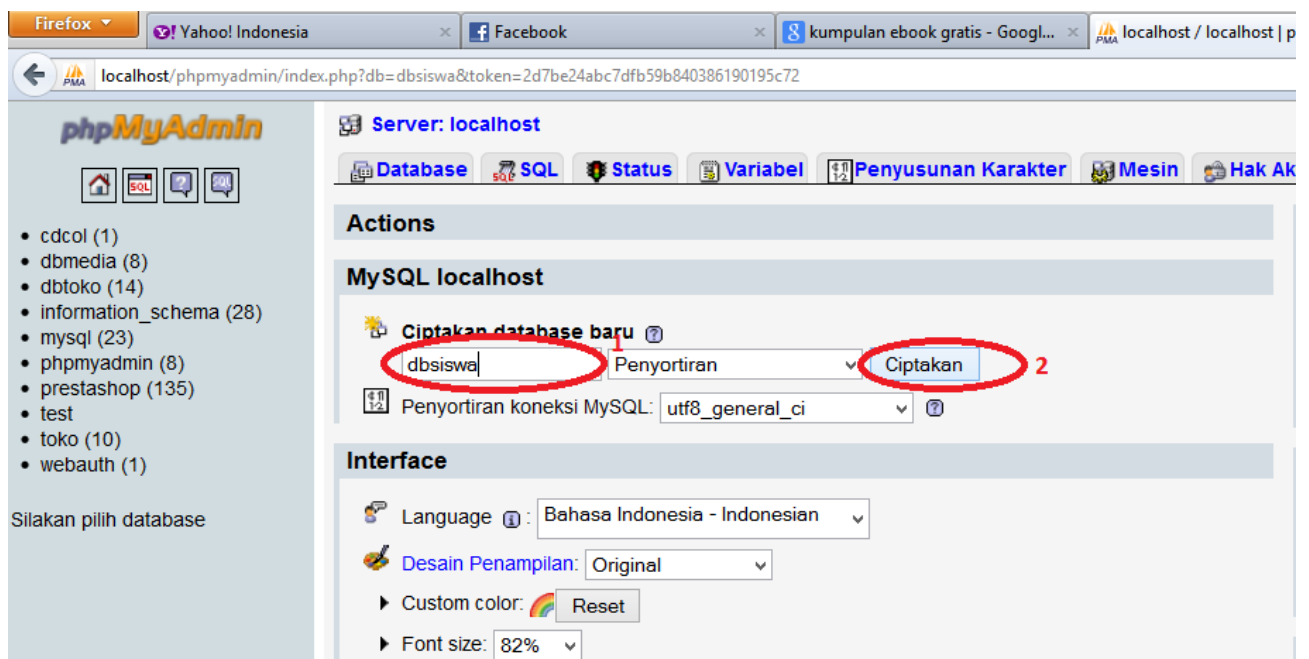 Firefox
Yahoo! Indonesia
Facebook
kumpulan ebook gratis - Googl...
localhost / localhost | p
localhost/phpmyadmin/index.php?db=dbsiswa&token=2d7be24abc7dfb59b840386190195c72
phpMyAdmin
Server: localhost
Database SQL Status Variabel Penyusunan Karakter Mesin Hak Ak
cdcol (1)
dbmedia (8)
dbtoko (14)
information_schema (28)
mysql (23)
phpmyadmin (8)
prestashop (135)
test
toko (10)
webauth (1)
Silakan pilih database
Actions
MySQL localhost
Ciptakan database baru
1
dbsiswa Penyortiran Ciptakan 2
Penyortiran koneksi MySQL: utf8_general_ci
Interface
Language : Bahasa Indonesia - Indonesian
Desain Penampilan: Original
Custom color: Reset
Font size: 82%